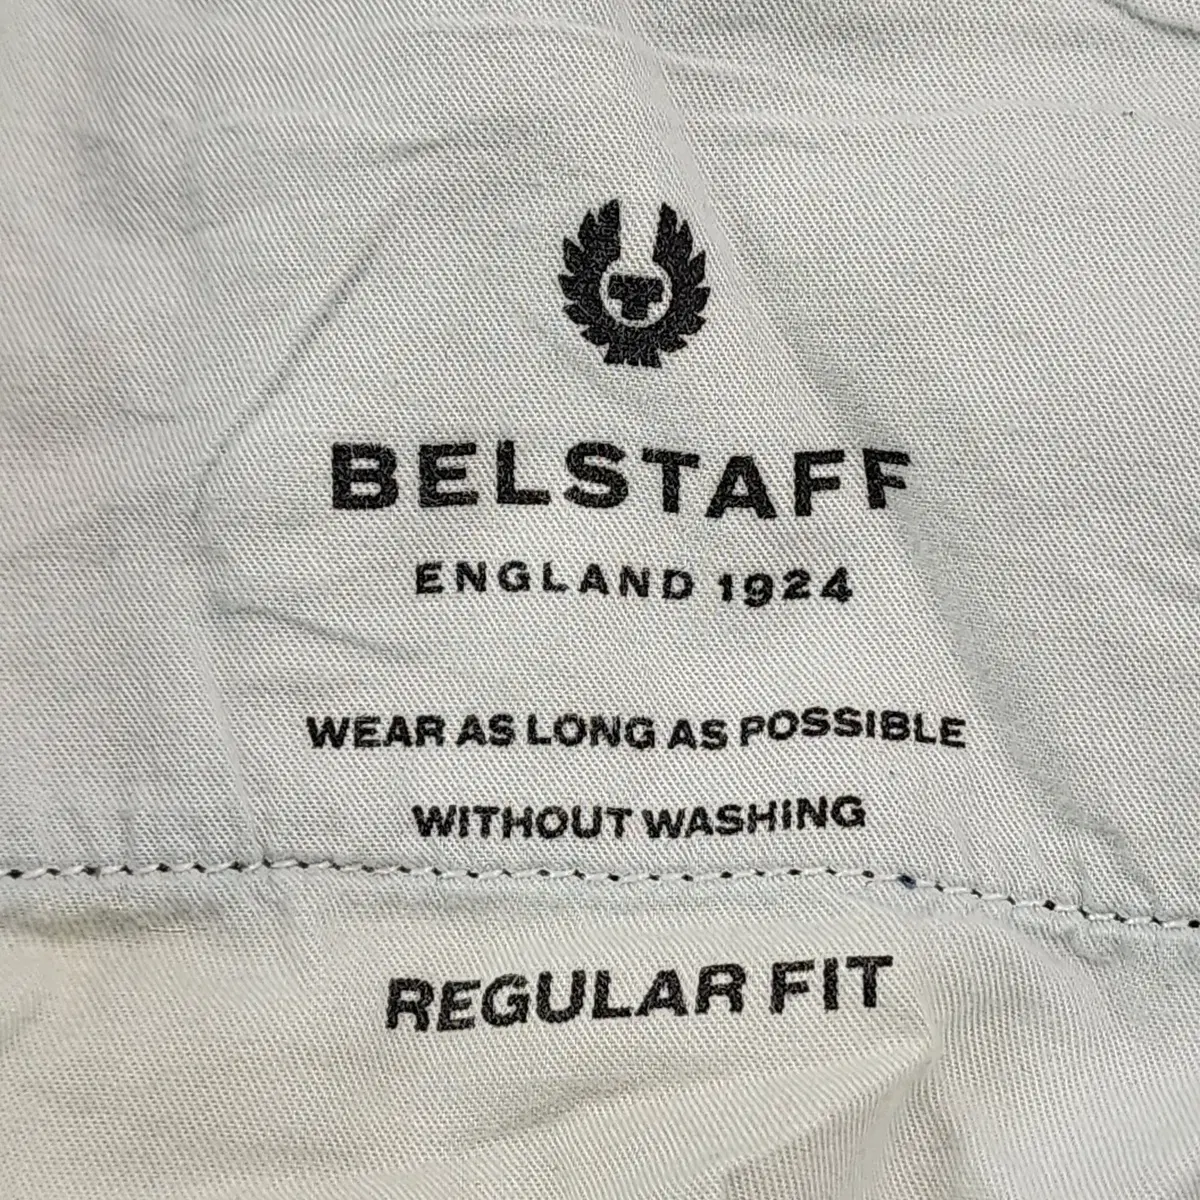 BELSTAFF
ENGLAND 1924
WEAR AS LONG AS POSSIBLE
WITHOUT WASHING
REGULAR FIT